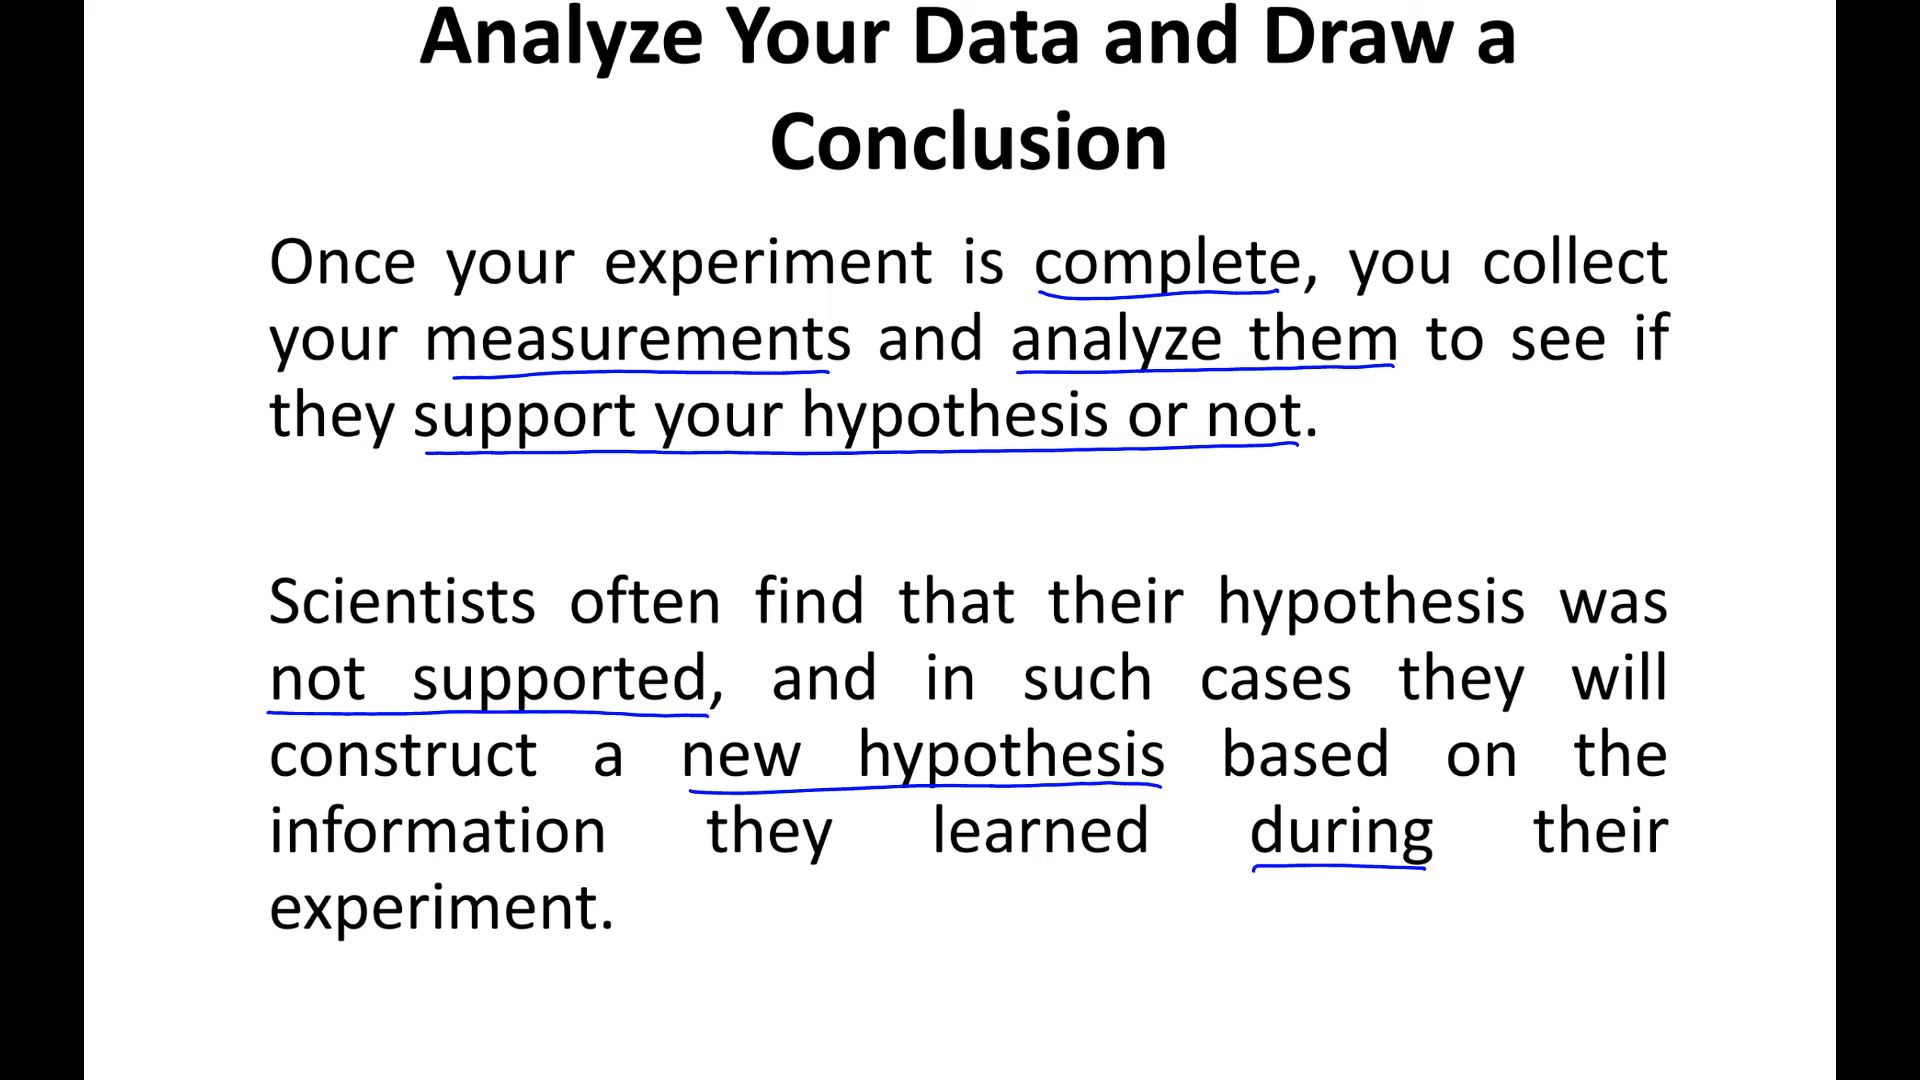 Analyze Your Data and Draw a
Conclusion
Once your experiment is complete, you collect
your measurements and analyze them to see if
they support your hypothesis or not.
Scientists often find that their hypothesis was
not supported, and in such cases they will
construct a new hypothesis based on the
information they learned during their
experiment.